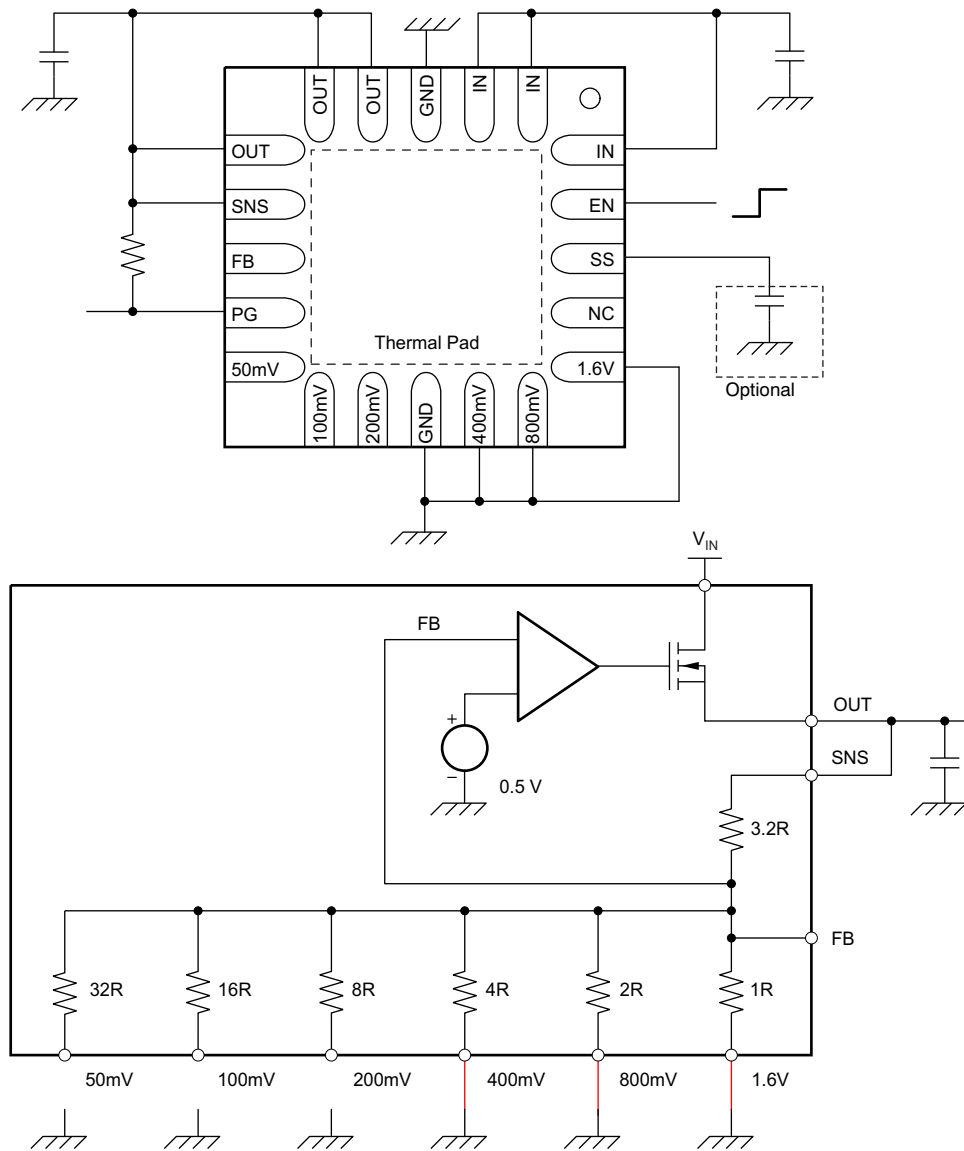 OUT
OUT
GND
IN
IN
OUT
SNS
FB
PG
50mV
IN
EN
SS
NC
1.6V
Thermal Pad
Optional
100mV
200mV
GND
400mV
800mV
VIN
FB
+
−
0.5 V
OUT
SNS
3.2R
FB
32R
16R
8R
4R
2R
1R
50mV
100mV
200mV
400mV
800mV
1.6V